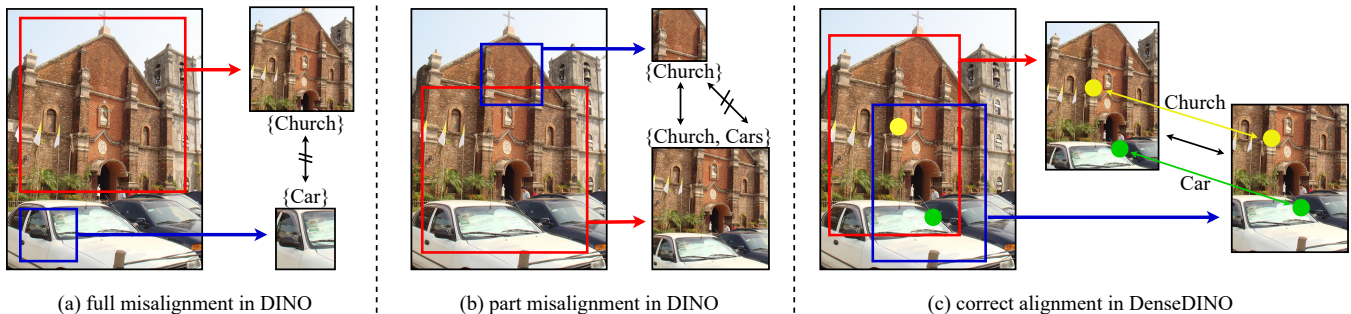 {Church}
{Car}
(a) full misalignment in DINO
{Church}
{Church, Cars}
(b) part misalignment in DINO
Church
Car
(c) correct alignment in DenseDINO